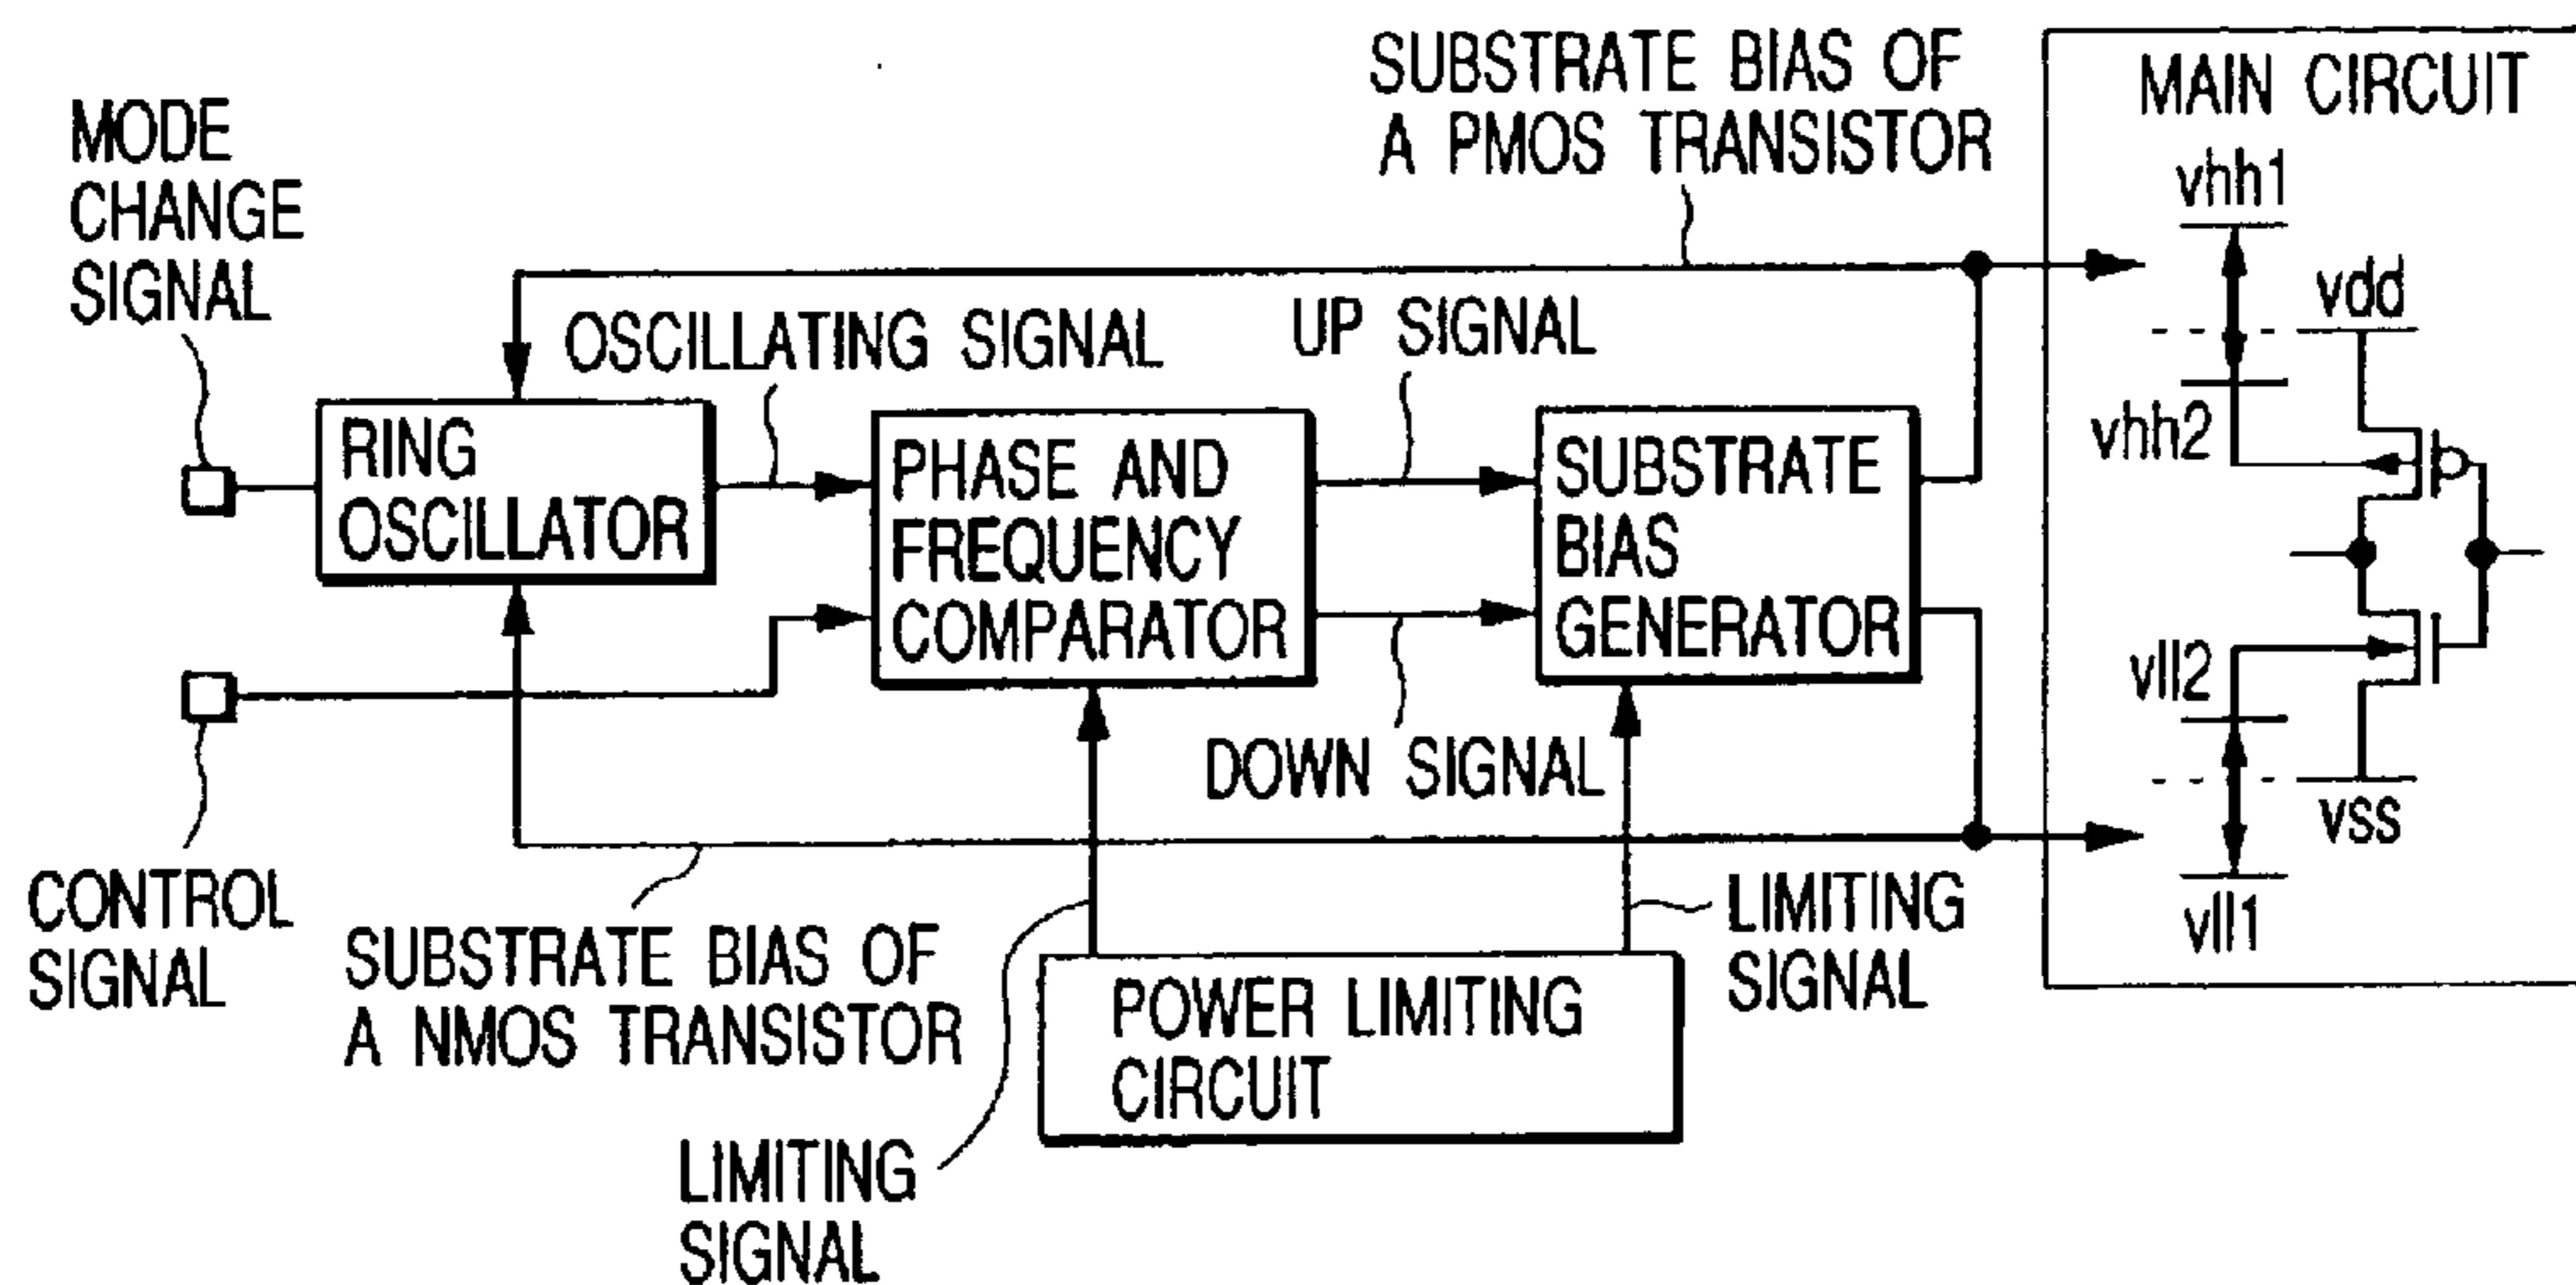 SUBSTRATE BIAS OF
A PMOS TRANSISTOR
MAIN CIRCUIT
MODE
CHANGE
SIGNAL
vhh1
vdd
OSCILLATING SIGNAL
UP SIGNAL
RING
OSCILLATOR
PHASE AND
FREQUENCY
COMPARATOR
SUBSTRATE
BIAS
GENERATOR
vhh2
vll2
DOWN SIGNAL
vss
CONTROL
SIGNAL
SUBSTRATE BIAS OF
A NMOS TRANSISTOR
LIMITING
SIGNAL
vll1
POWER LIMITING
CIRCUIT
LIMITING
SIGNAL